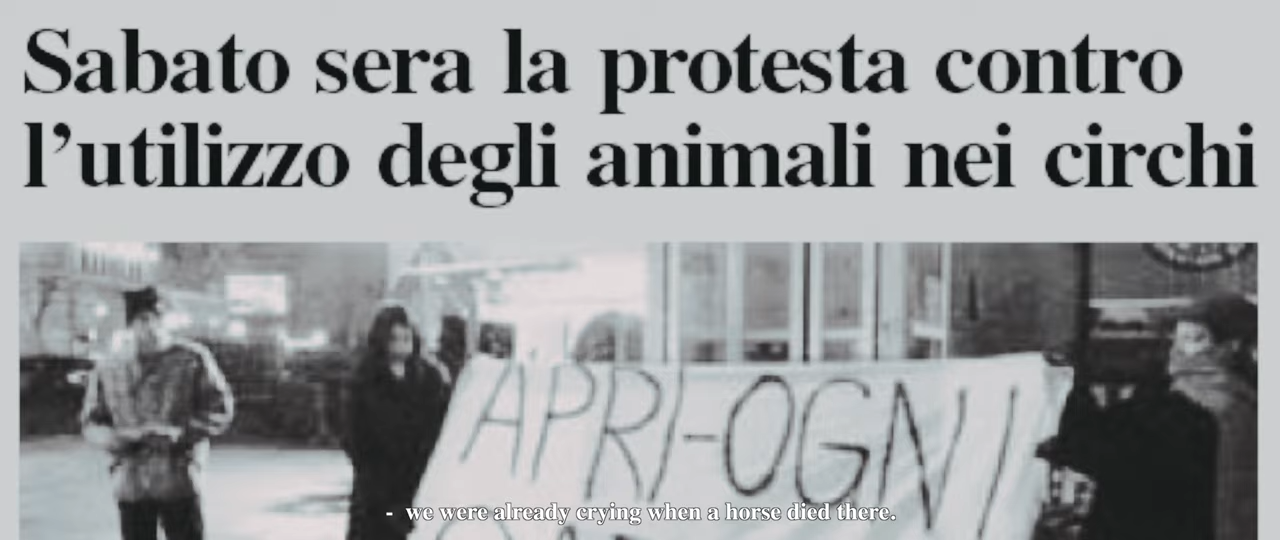 Sabato sera la protesta contro
l’utilizzo degli animali nei circhi
APRI-OGNI
- we were already crying when a horse died there.